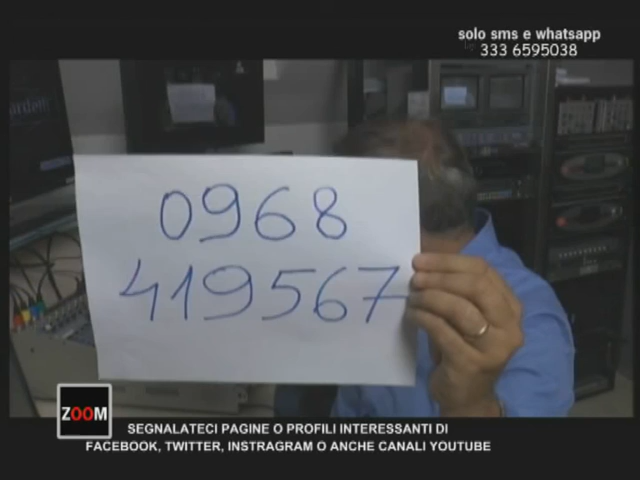 solo sms e whatsapp
333 6595038
0968
419567
ZOOM
SEGNALATECI PAGINE O PROFILI INTERESSANTI DI
FACEBOOK, TWITTER, INSTRAGRAM O ANCHE CANALI YOUTUBE